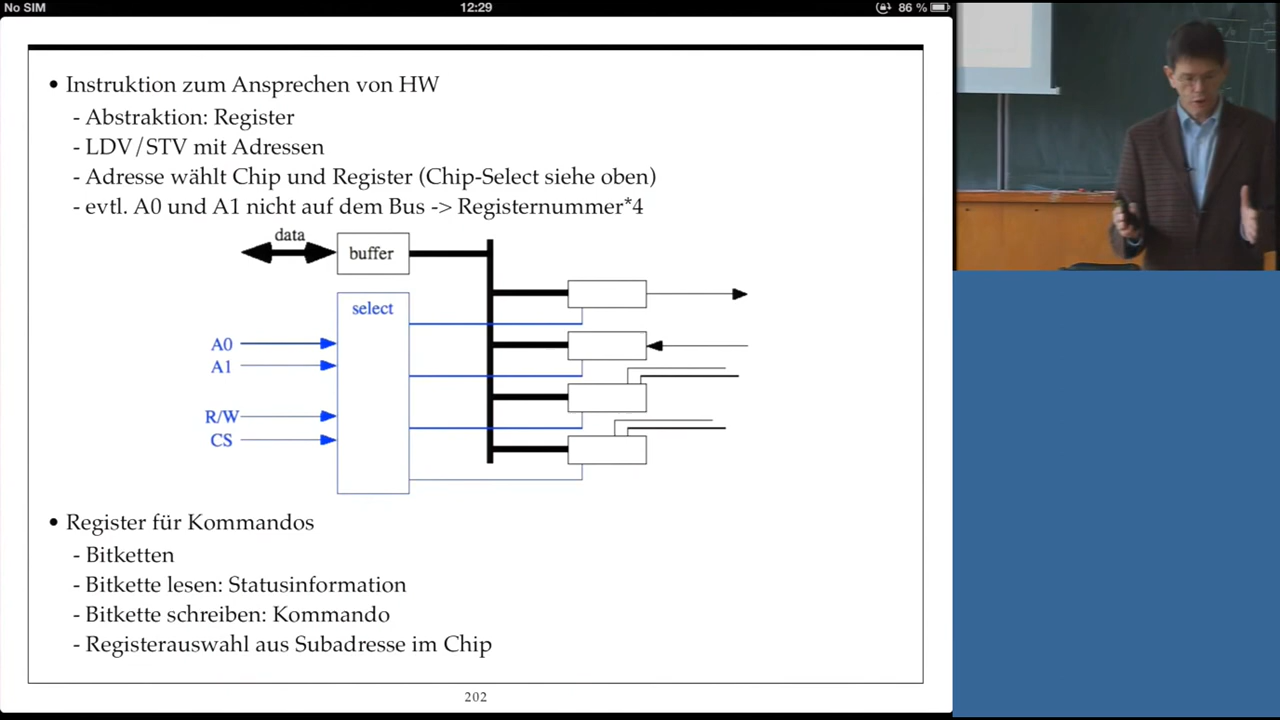 No SIM 12:29 86 %
• Instruktion zum Ansprechen von HW
- Abstraktion: Register
- LDV/STV mit Adressen
- Adresse wählt Chip und Register (Chip-Select siehe oben)
- evtl. A0 und A1 nicht auf dem Bus -> Registernummer*4
data
buffer
select
A0
A1
R/W
CS
• Register für Kommandos
- Bitketten
- Bitkette lesen: Statusinformation
- Bitkette schreiben: Kommando
- Registerauswahl aus Subadresse im Chip
202